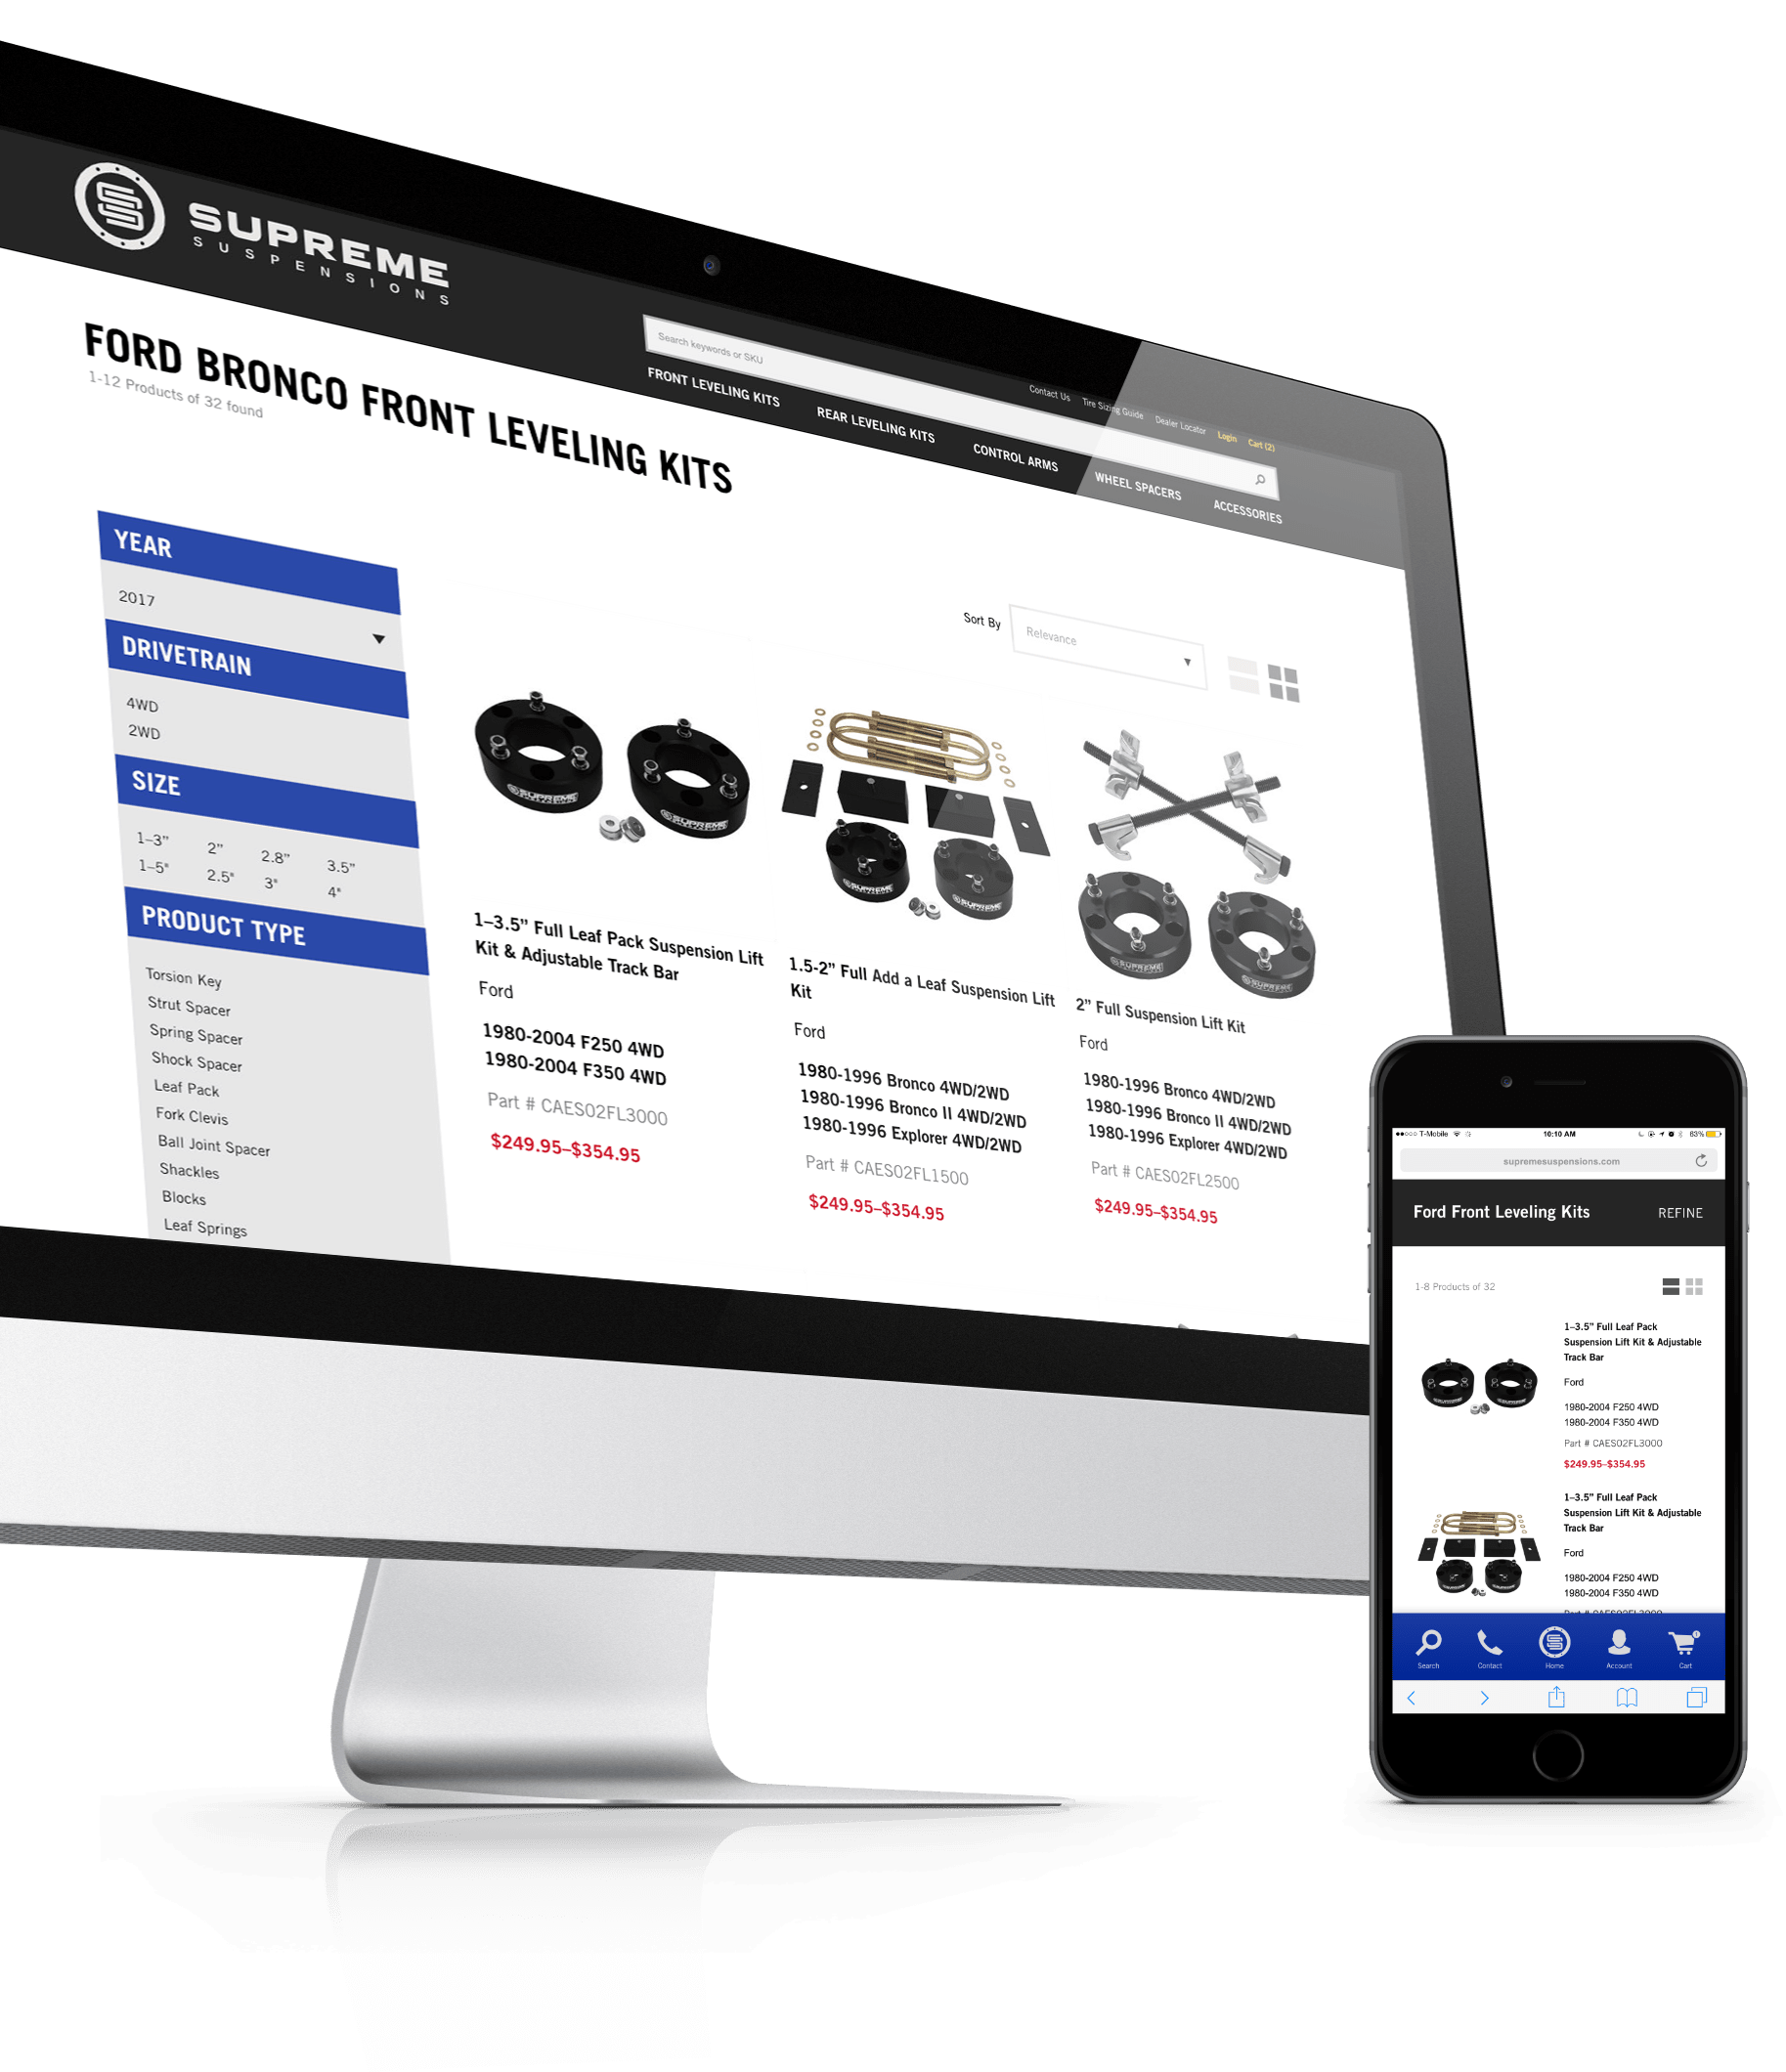 SUPREME
SUSPENSIONS
Contact Us Tire Sizing Guide Dealer Locator Login Cart (2)
Search keywords or SKU
FRONT LEVELING KITS REAR LEVELING KITS CONTROL ARMS WHEEL SPACERS ACCESSORIES
FORD BRONCO FRONT LEVELING KITS
1-12 Products of 32 found
YEAR
2017
DRIVETRAIN
4WD
2WD
SIZE
1–3” 2” 2.8” 3.5”
1–5" 2.5" 3" 4"
PRODUCT TYPE
Torsion Key
Strut Spacer
Spring Spacer
Shock Spacer
Leaf Pack
Fork Clevis
Ball Joint Spacer
Shackles
Blocks
Leaf Springs
Sort By Relevance
SUPREME
SUPREME
1–3.5” Full Leaf Pack Suspension Lift
Kit & Adjustable Track Bar
Ford
1980-2004 F250 4WD
1980-2004 F350 4WD
Part # CAES02FL3000
$249.95–$354.95
SUPREME
SUPREME
1.5-2” Full Add a Leaf Suspension Lift
Kit
Ford
1980-1996 Bronco 4WD/2WD
1980-1996 Bronco II 4WD/2WD
1980-1996 Explorer 4WD/2WD
Part # CAES02FL1500
$249.95–$354.95
SUPREME
SUPREME
2” Full Suspension Lift Kit
Ford
1980-1996 Bronco 4WD/2WD
1980-1996 Bronco II 4WD/2WD
1980-1996 Explorer 4WD/2WD
Part # CAES02FL2500
$249.95–$354.95
T-Mobile 10:10 AM 83%
supremesuspensions.com
Ford Front Leveling Kits REFINE
1-8 Products of 32
1–3.5” Full Leaf Pack
Suspension Lift Kit & Adjustable
Track Bar
Ford
1980-2004 F250 4WD
1980-2004 F350 4WD
Part # CAES02FL3000
$249.95–$354.95
1–3.5” Full Leaf Pack
Suspension Lift Kit & Adjustable
Track Bar
Ford
1980-2004 F250 4WD
1980-2004 F350 4WD
Part # CAES02FL3000
Search Contact Home Account Cart